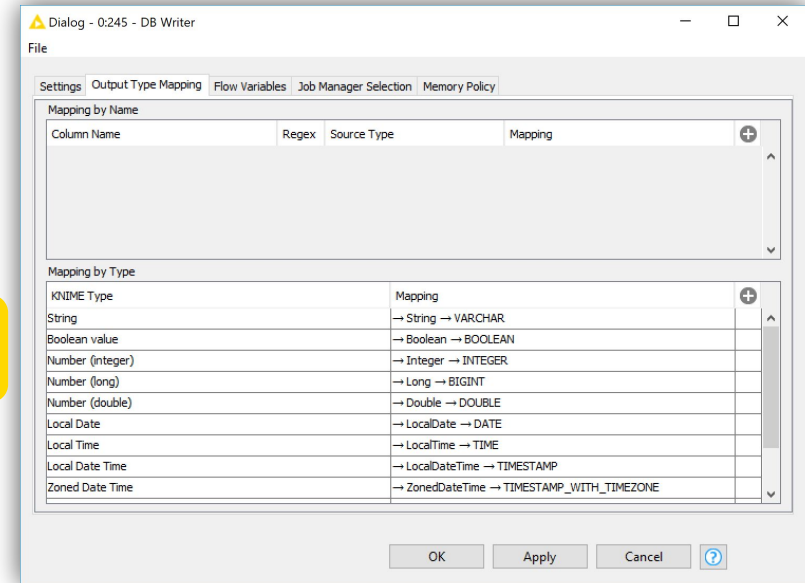 Dialog - 0:245 - DB Writer
File
Settings Output Type Mapping Flow Variables Job Manager Selection Memory Policy
Mapping by Name
Column Name Regex Source Type Mapping
Mapping by Type
KNIME Type Mapping
String → String → VARCHAR
Boolean value → Boolean → BOOLEAN
Number (integer) → Integer → INTEGER
Number (long) → Long → BIGINT
Number (double) → Double → DOUBLE
Local Date → LocalDate → DATE
Local Time → LocalTime → TIME
Local Date Time → LocalDateTime → TIMESTAMP
Zoned Date Time → ZonedDateTime → TIMESTAMP_WITH_TIMEZONE
OK Apply Cancel ?